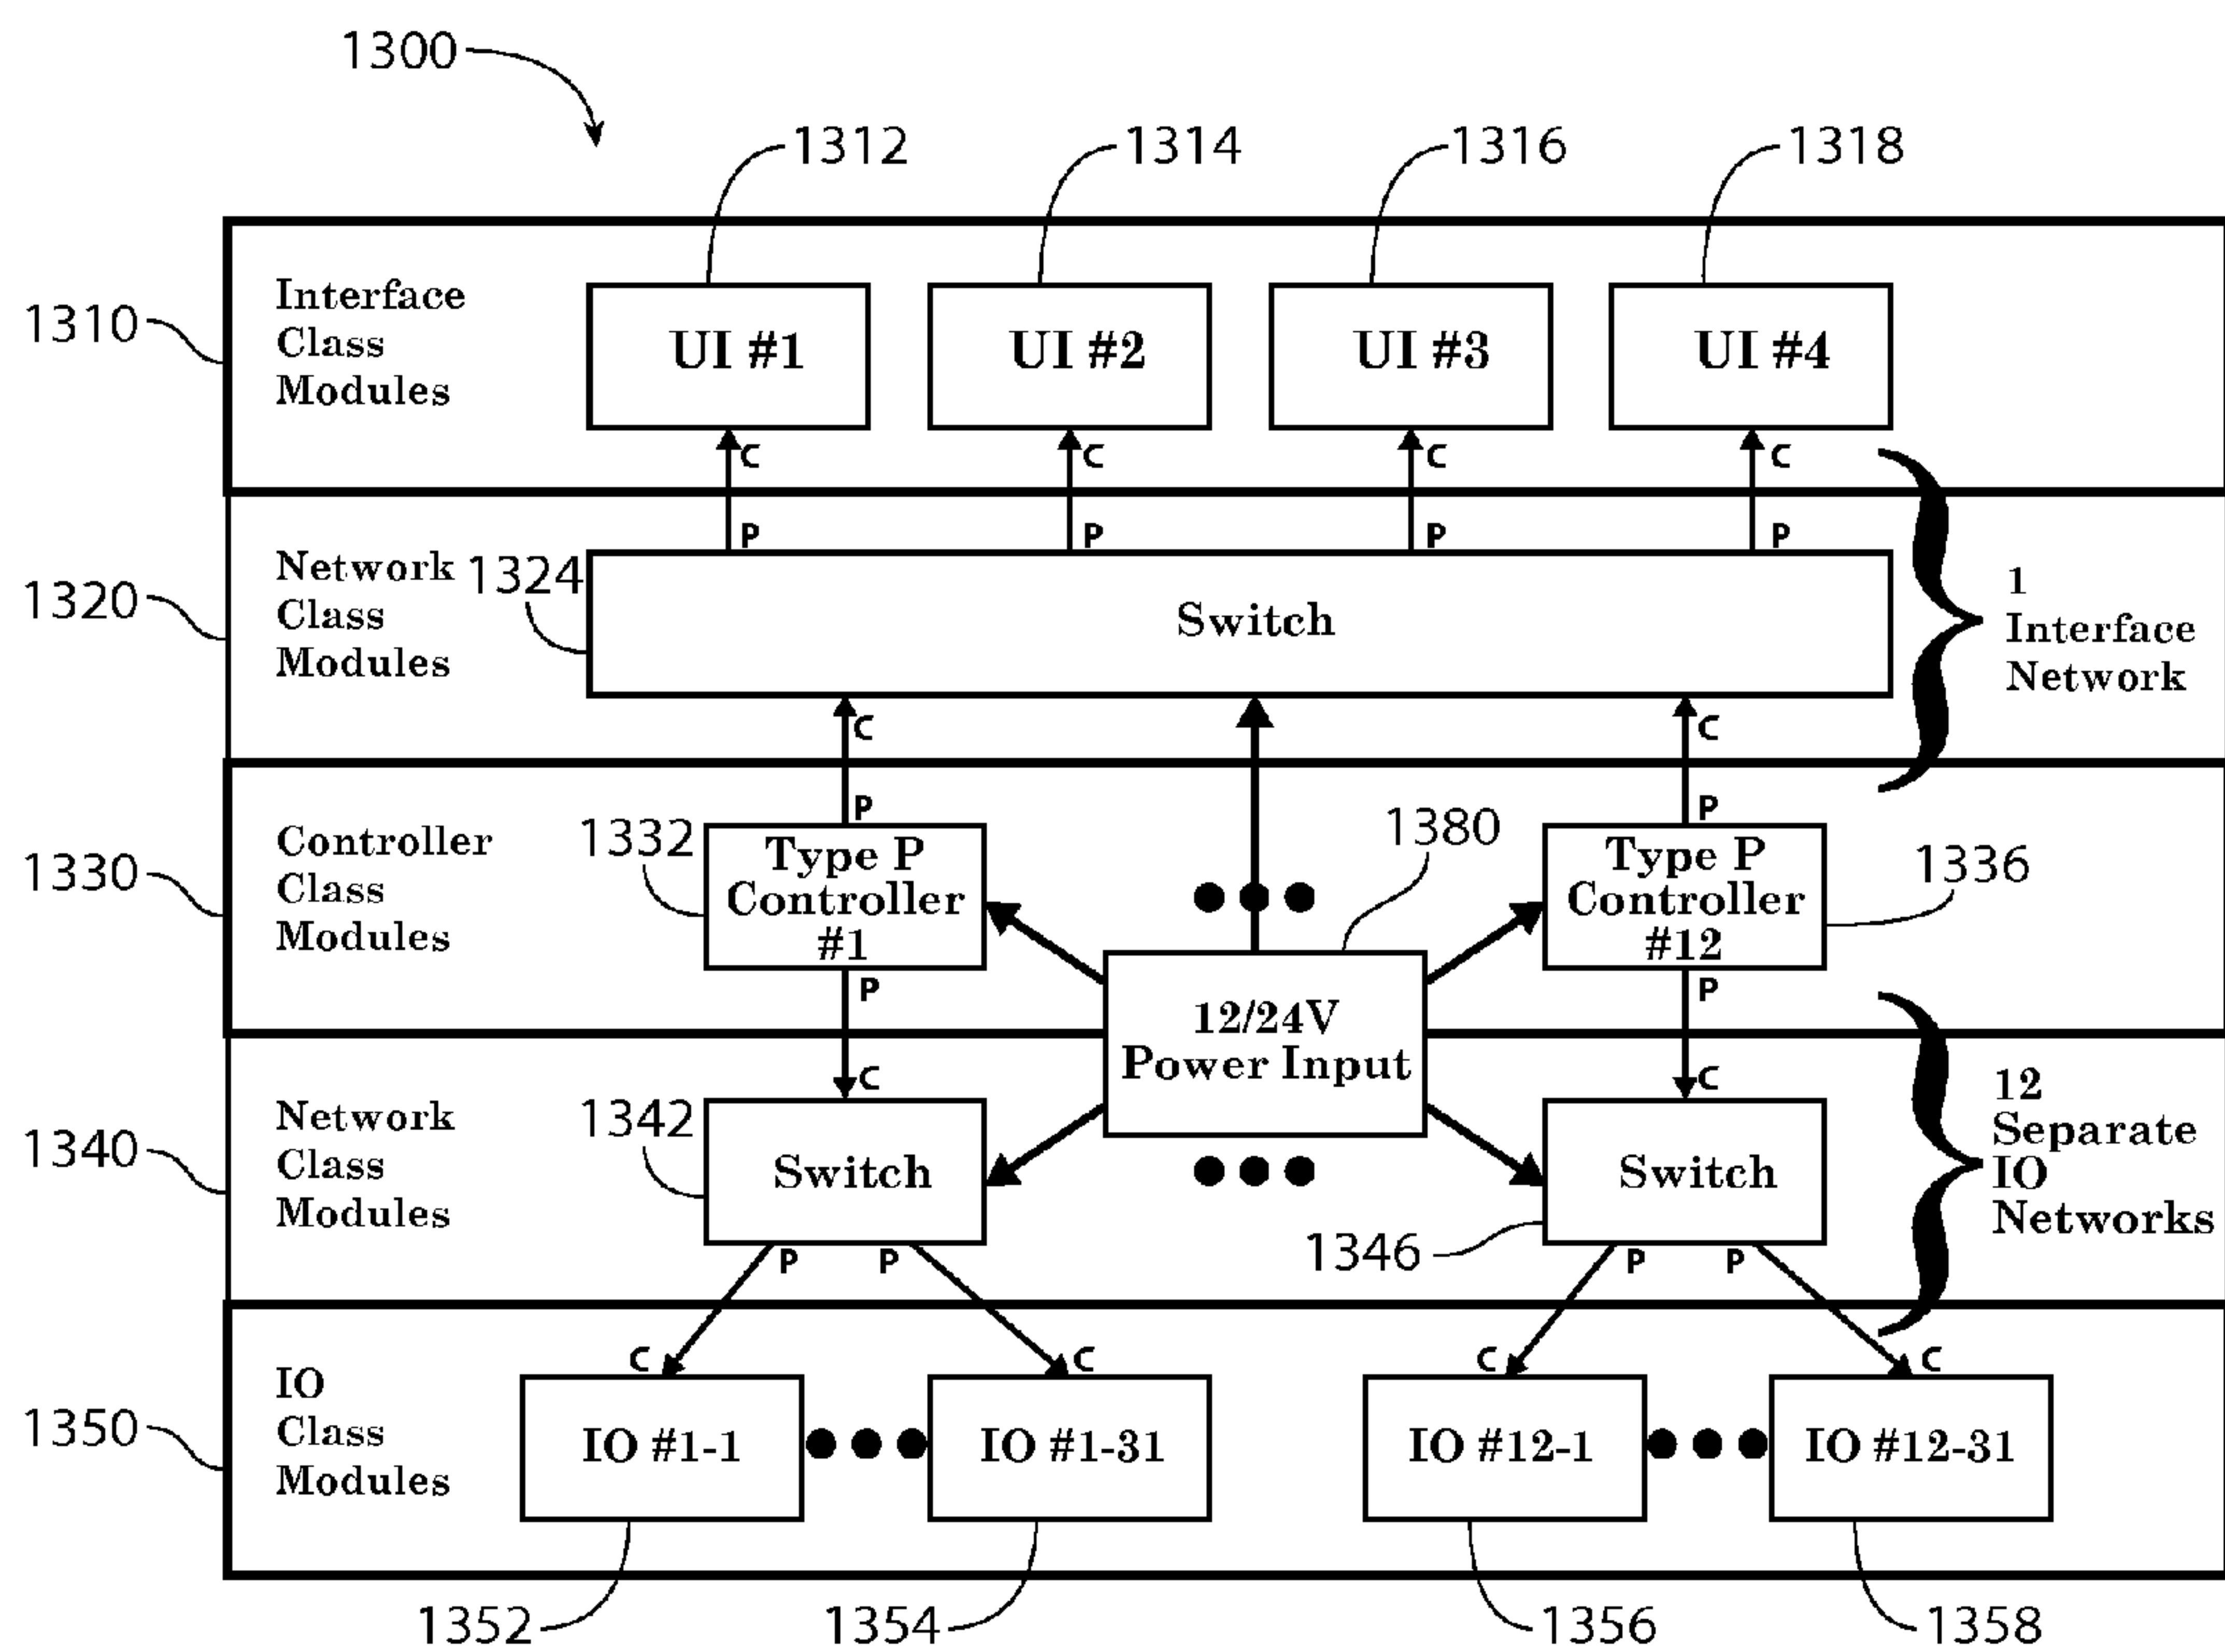 1300
1312
1314
1316
1318
1310
Interface
Class
Modules
UI #1
UI #2
UI #3
UI #4
C
C
C
C
P
P
P
P
1320
Network
Class
Modules
1324
Switch
1
Interface
Network
C
C
P
P
1330
Controller
Class
Modules
1332
Type P
Controller
#1
1380
Type P
Controller
#12
1336
P
P
12/24V
Power Input
C
C
1340
Network
Class
Modules
1342
Switch
1346
Switch
12
Separate
IO
Networks
P
P
P
P
C
C
C
C
1350
IO
Class
Modules
IO #1-1
IO #1-31
IO #12-1
IO #12-31
1352
1354
1356
1358